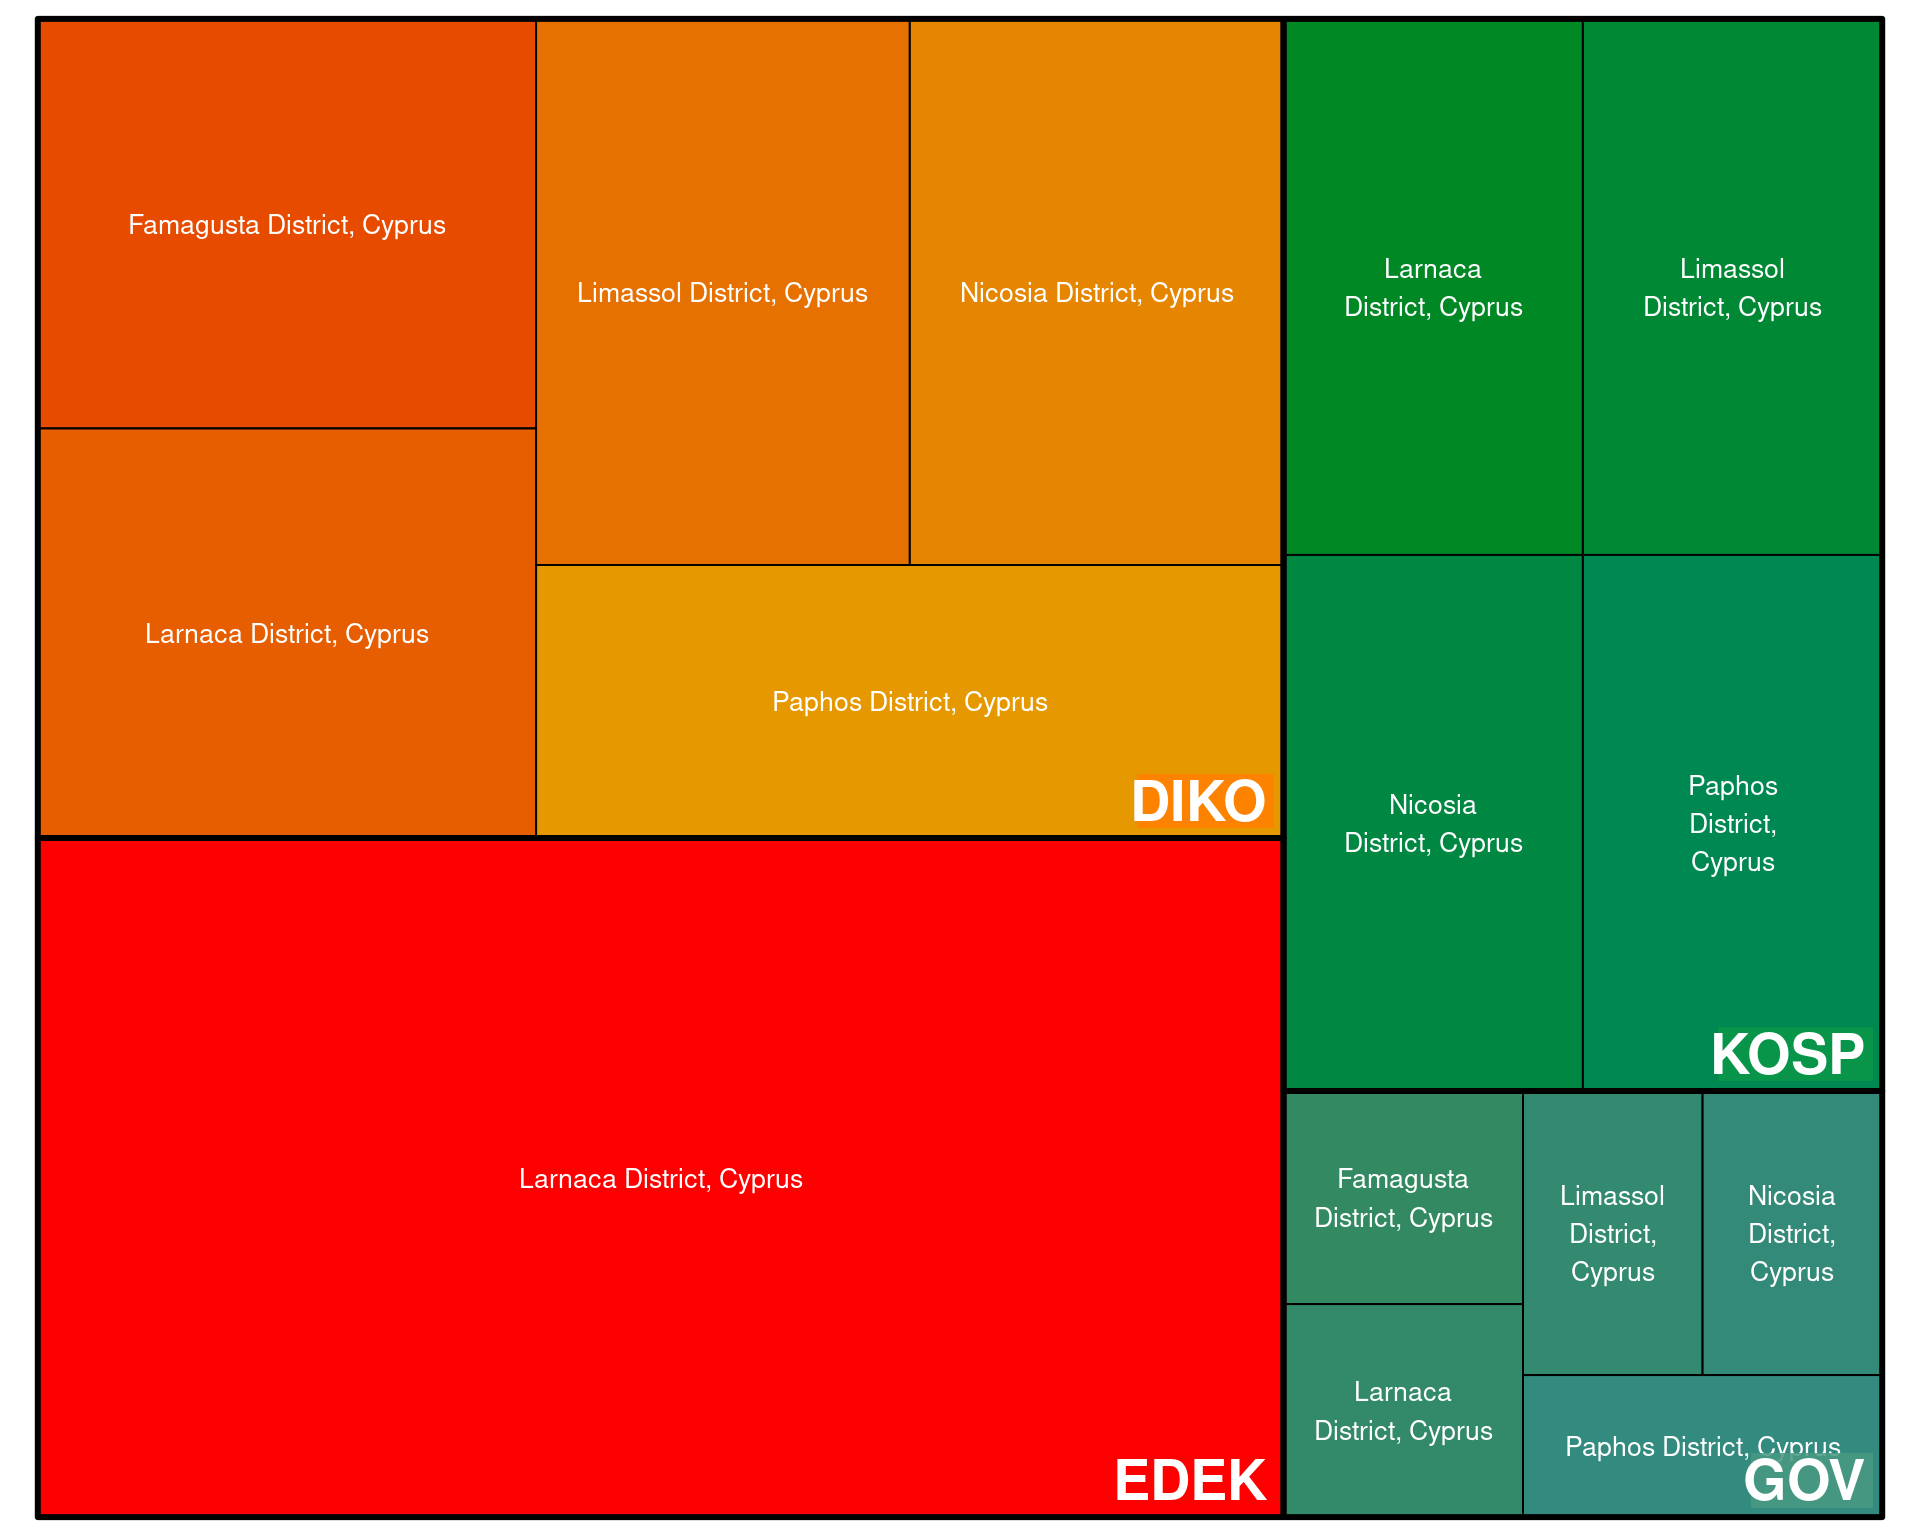 Famagusta District, Cyprus
Limassol District, Cyprus
Nicosia District, Cyprus
Larnaca District, Cyprus
Paphos District, Cyprus
DIKO
Larnaca District, Cyprus
EDEK
Larnaca
District, Cyprus
Limassol
District, Cyprus
Nicosia
District, Cyprus
Paphos
District,
Cyprus
KOSP
Famagusta
District, Cyprus
Limassol
District,
Cyprus
Nicosia
District,
Cyprus
Larnaca
District, Cyprus
Paphos District, Cyprus
GOV